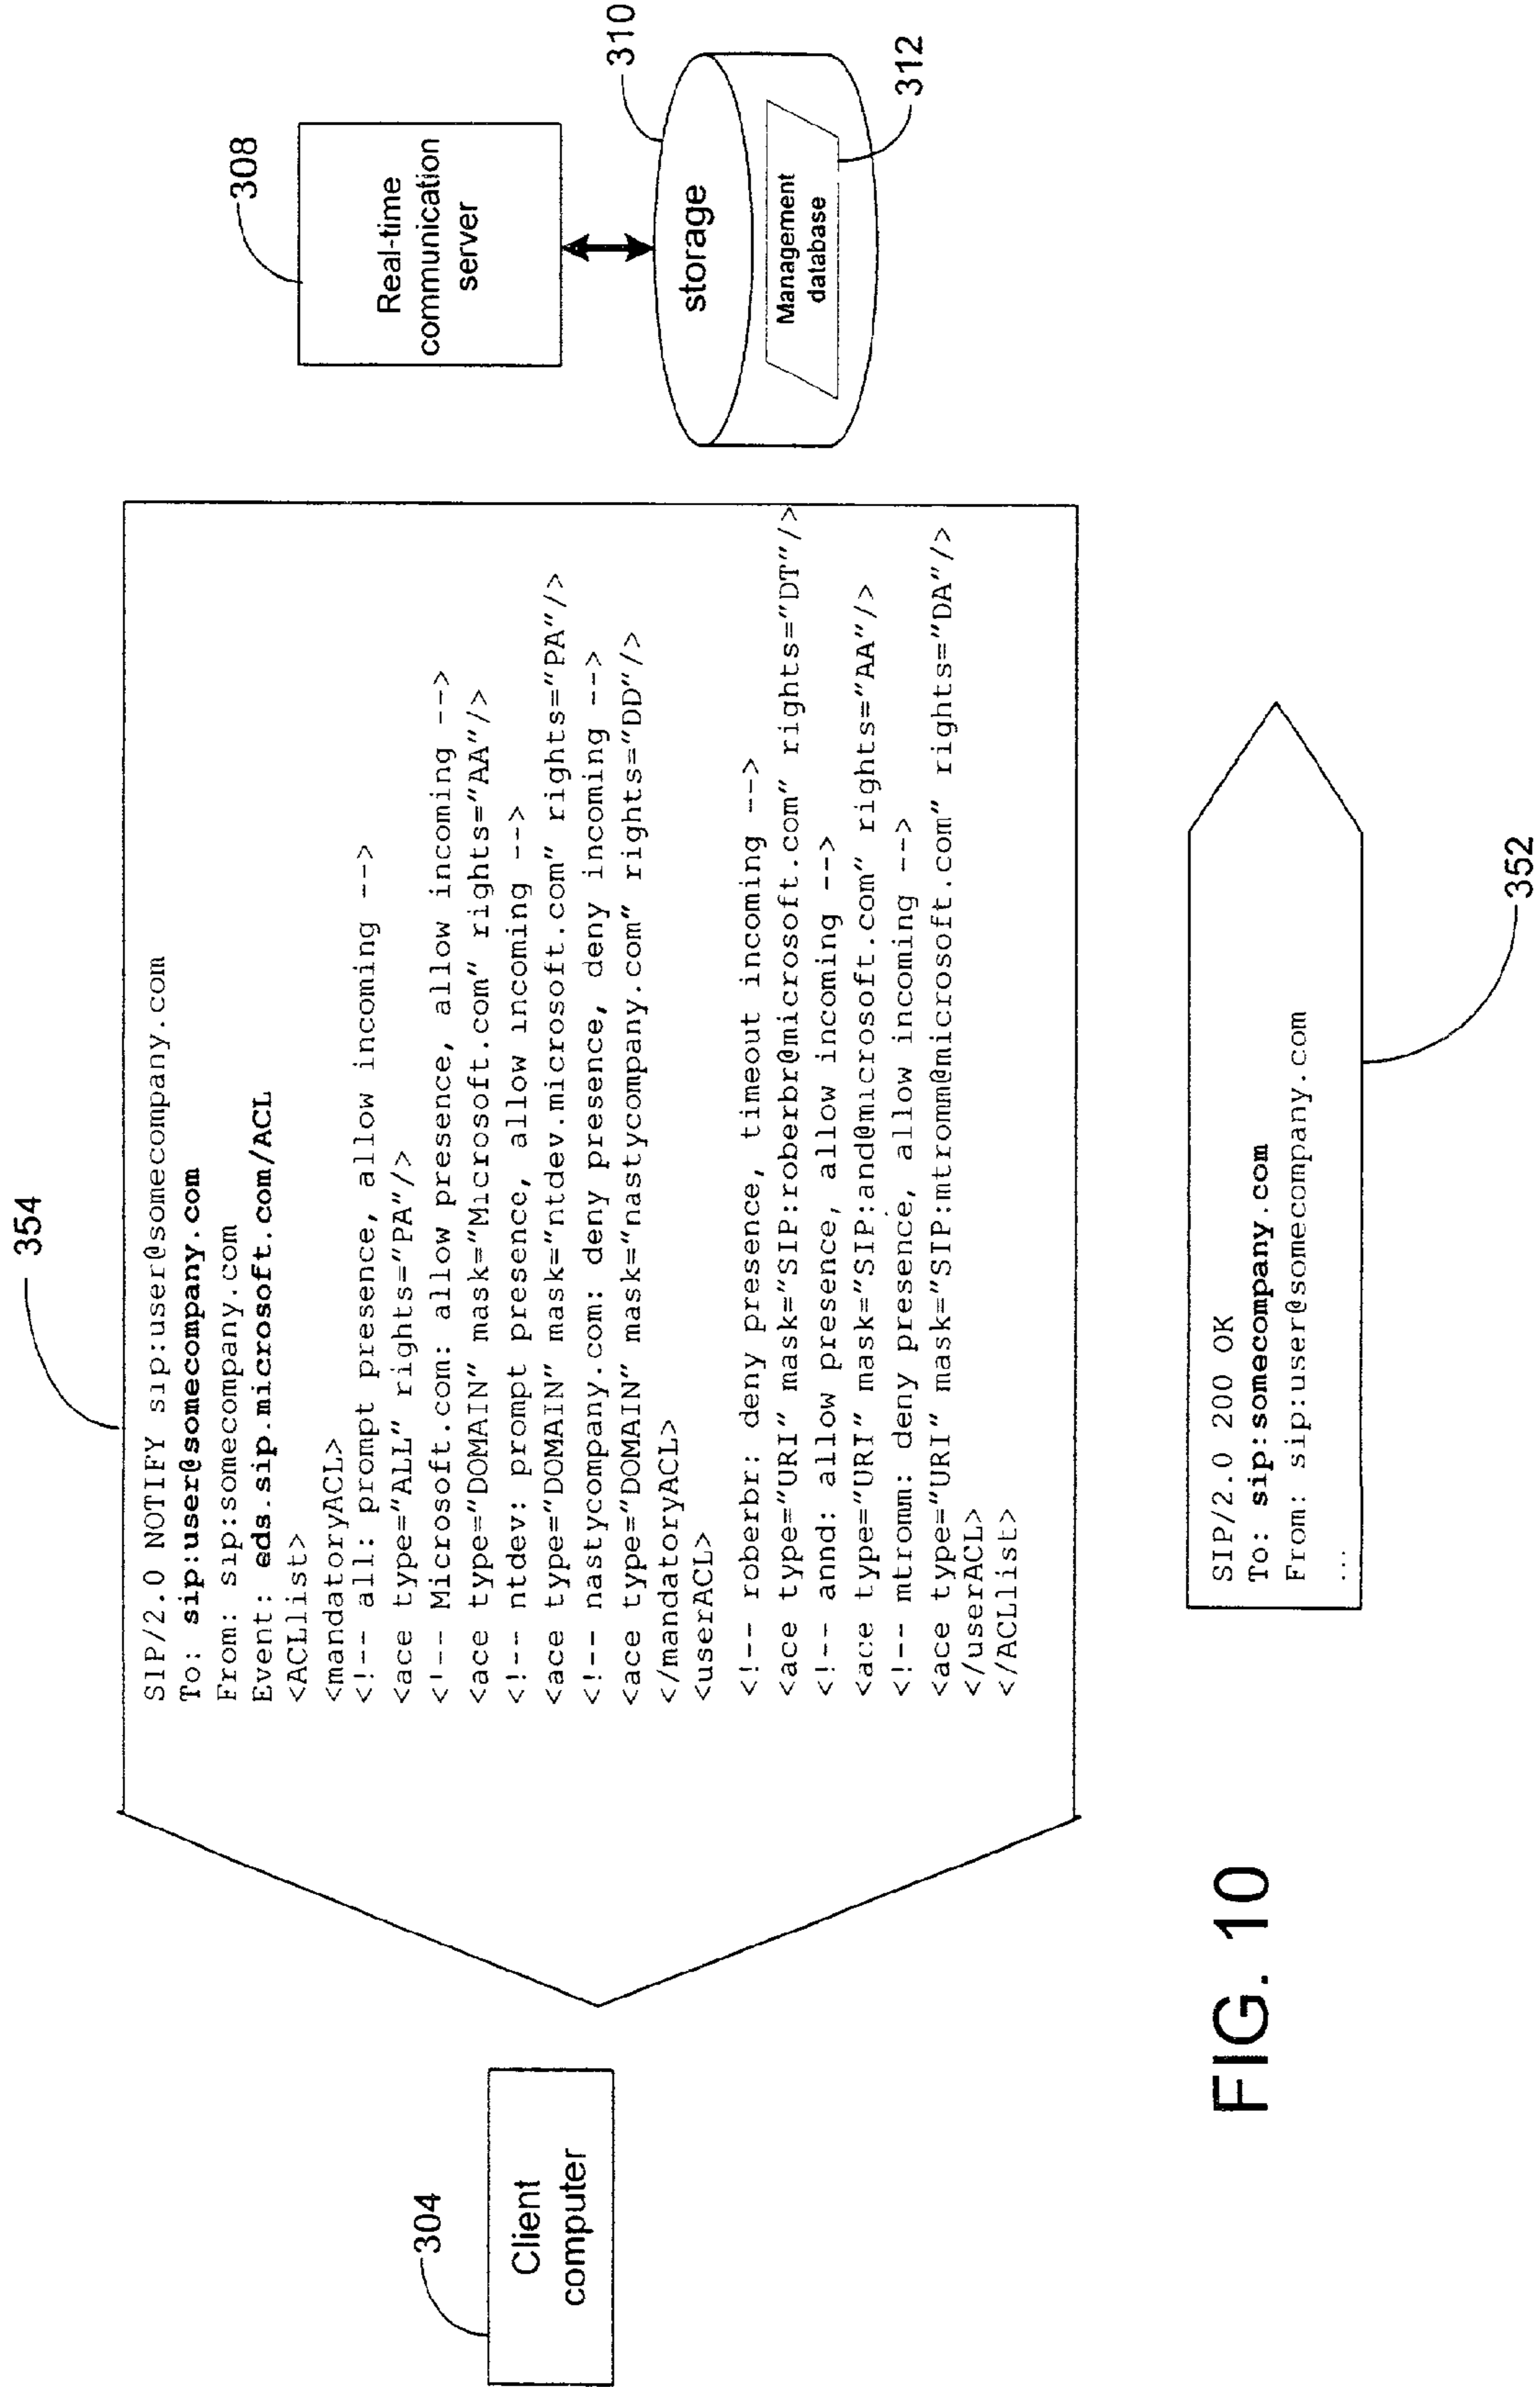 354
SIP/2.0 NOTIFY sip:user@somecompany.com
To: sip:user@somecompany.com
From: sip:somecompany.com
Event: eds.sip.microsoft.com/ACL
<ACLlist>
<mandatoryACL>
<!-- all: prompt presence, allow incoming -->
<ace type="ALL" rights="PA"/>
<!-- Microsoft.com: allow presence, allow incoming -->
<ace type="DOMAIN" mask="Microsoft.com" rights="AA"/>
<!-- ntdev: prompt presence, allow incoming -->
<ace type="DOMAIN" mask="ntdev.microsoft.com" rights="PA"/>
<!-- nastycompany.com: deny presence, deny incoming -->
<ace type="DOMAIN" mask="nastycompany.com" rights="DD"/>
</mandatoryACL>
<userACL>
<!-- roberbr: deny presence, timeout incoming -->
<ace type="URI" mask="SIP:roberbr@microsoft.com" rights="DT"/>
<!-- annd: allow presence, allow incoming -->
<ace type="URI" mask="SIP:and@microsoft.com" rights="AA"/>
<!-- mtromm: deny presence, allow incoming -->
<ace type="URI" mask="SIP:mtromm@microsoft.com" rights="DA"/>
</userACL>
</ACLlist>
304
Client
computer
308
Real-time
communication
server
310
storage
Management
database
312
SIP/2.0 200 OK
To: sip:somecompany.com
From: sip:user@somecompany.com
...
352
FIG. 10